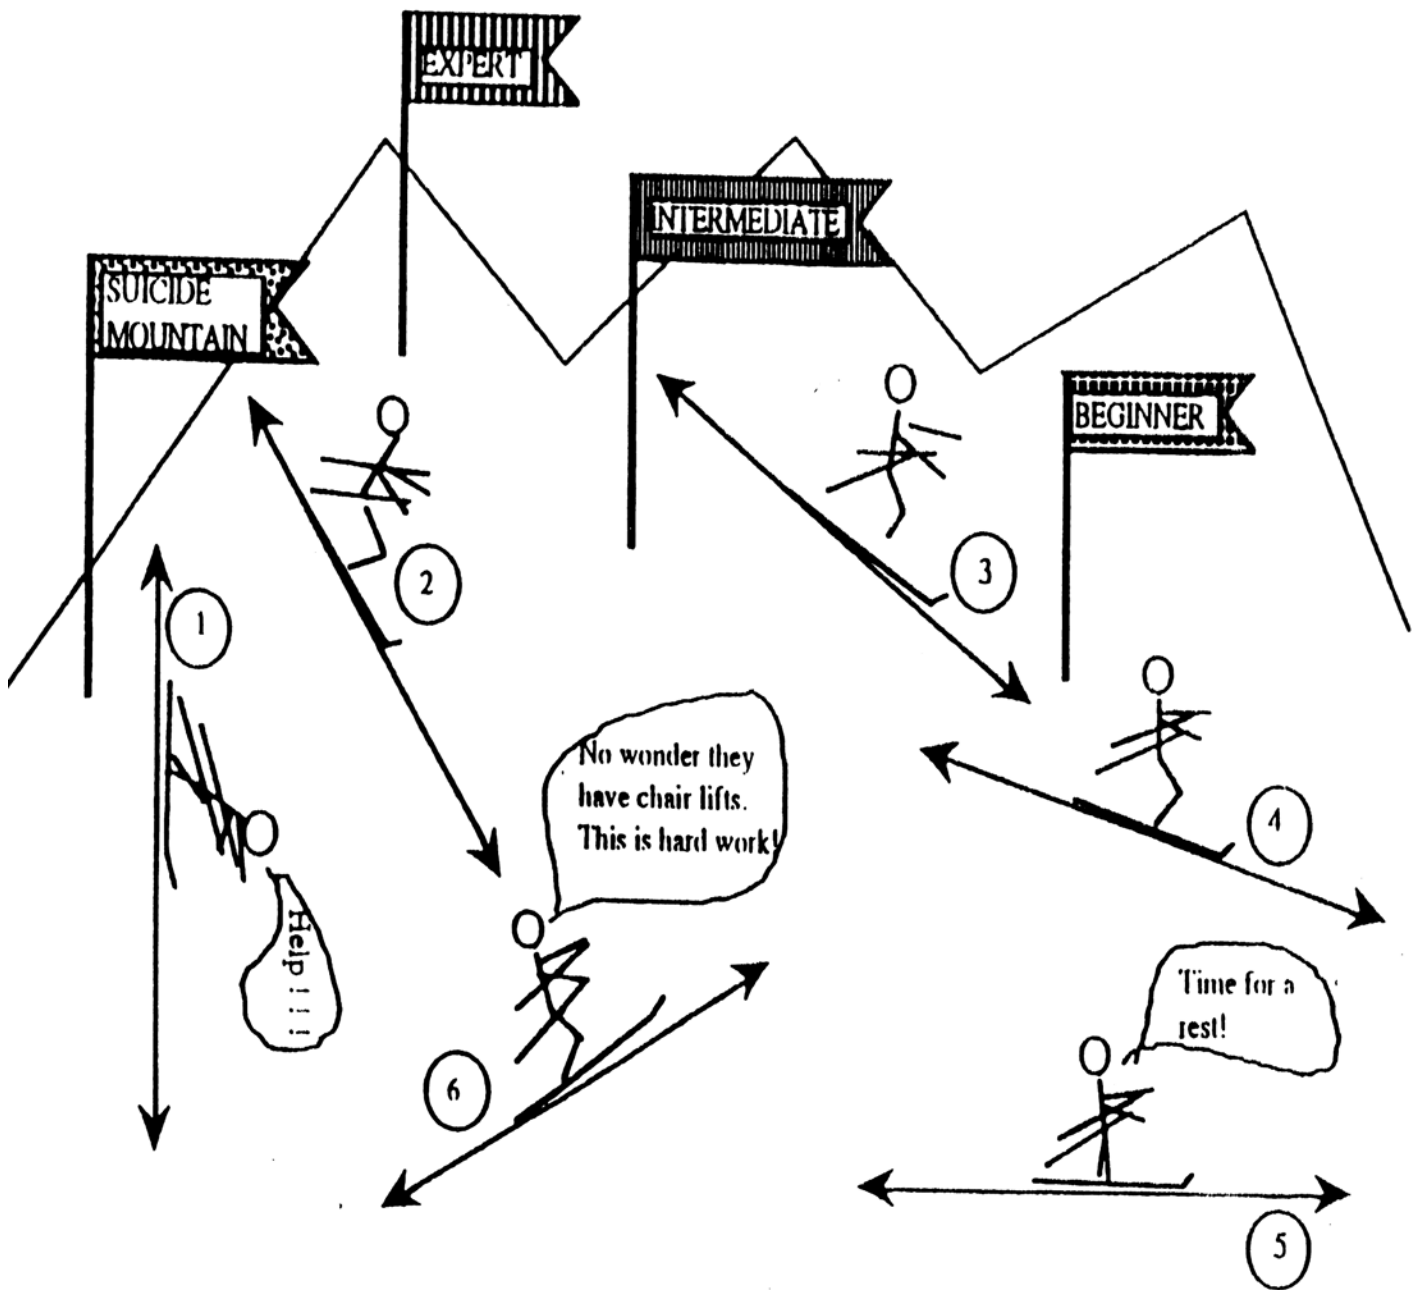 EXPERT
INTERMEDIATE
SUICIDE
MOUNTAIN
BEGINNER
1
2
3
4
No wonder they
have chair lifts.
This is hard work!
Help!!!!
Time for a
rest!
6
5